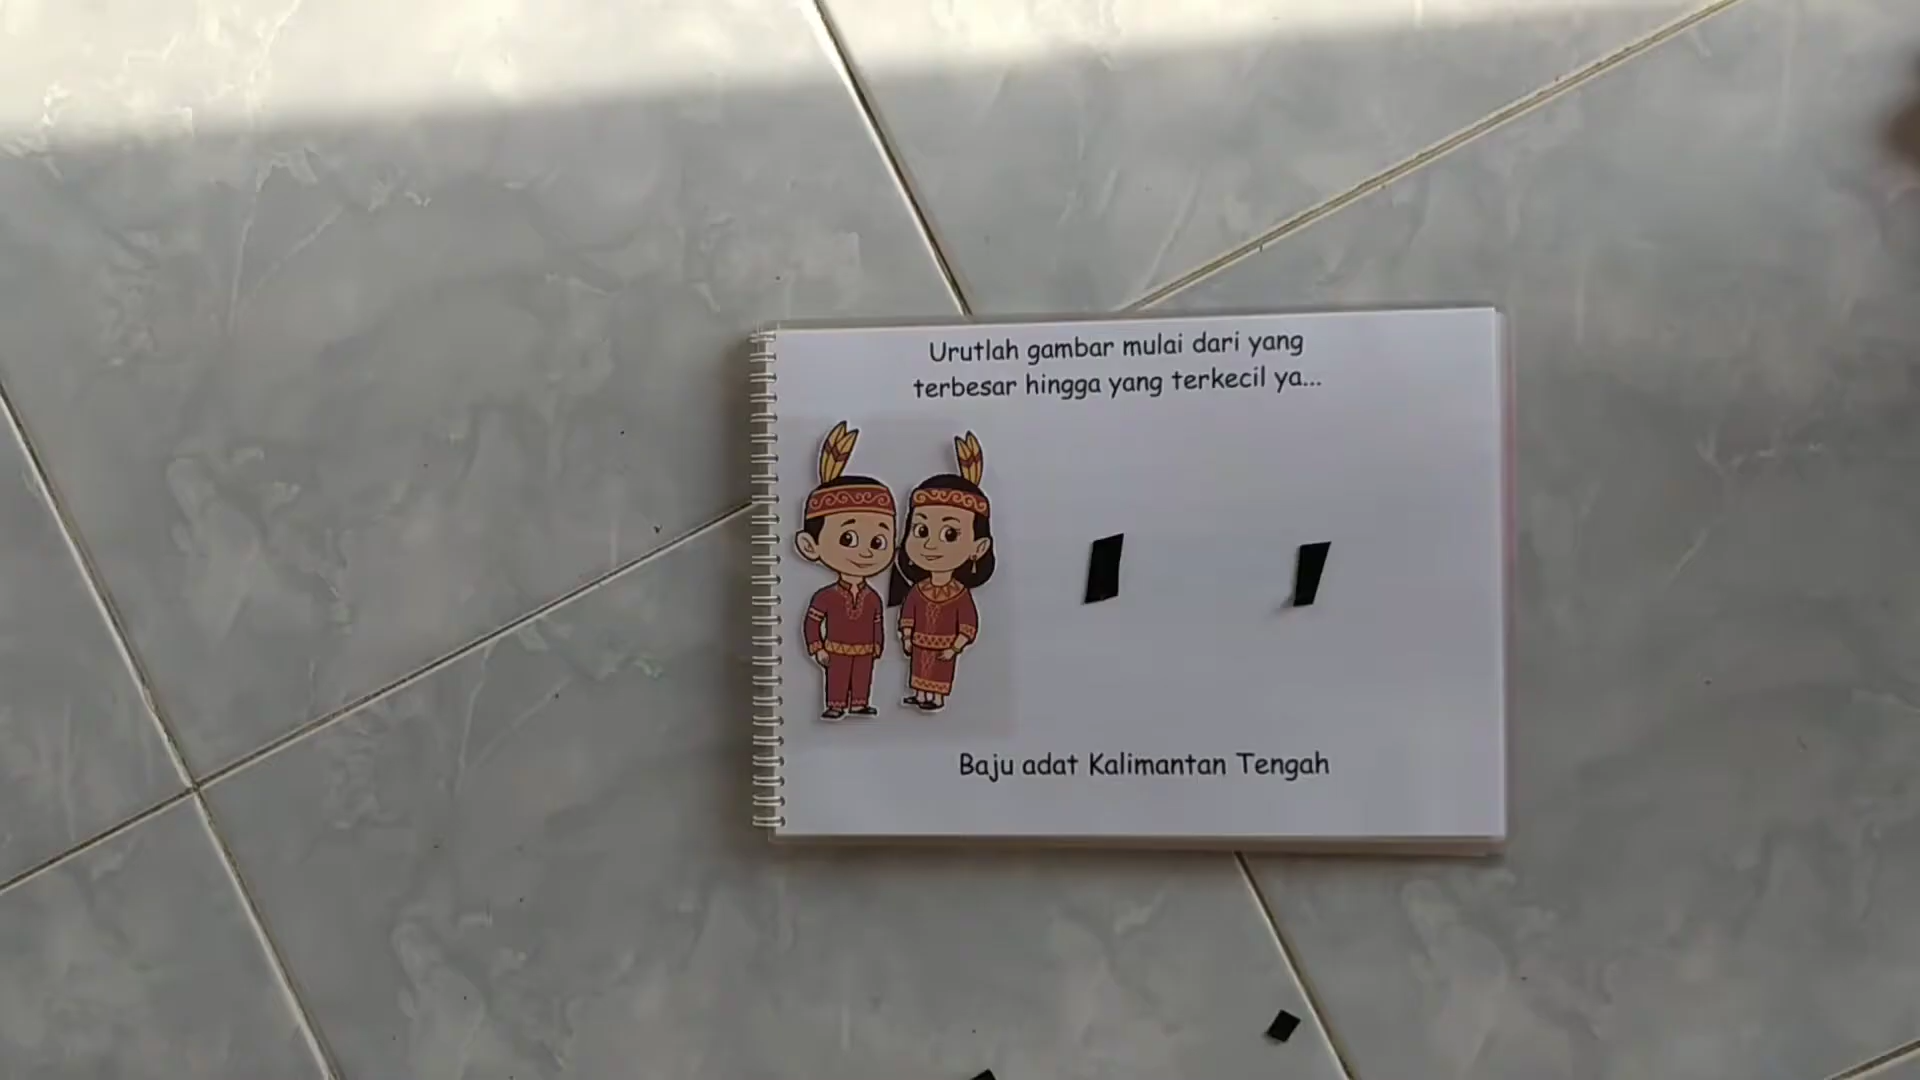 Urutlah gambar mulai dari yang
terbesar hingga yang terkecil ya...
Baju adat Kalimantan Tengah